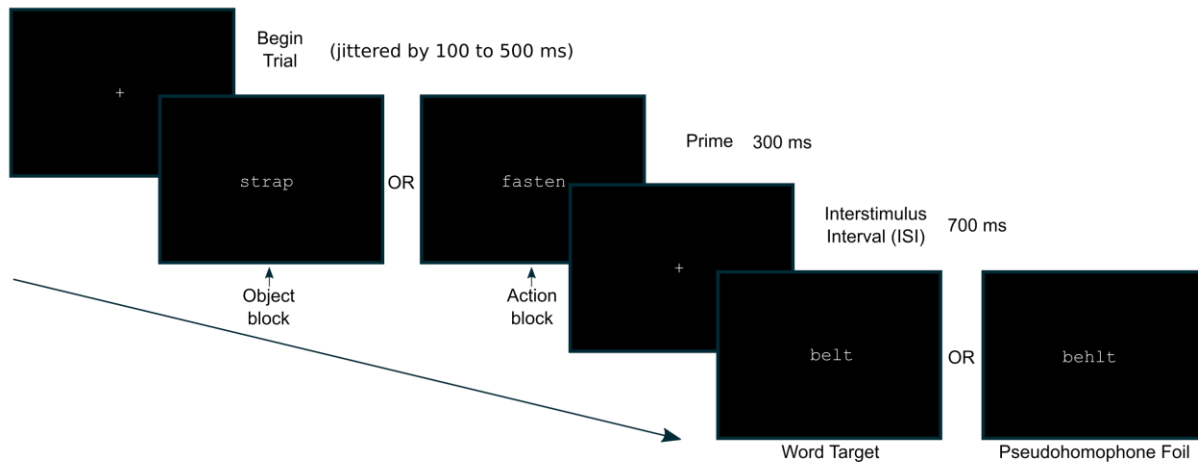 Begin
Trial
(jittered by 100 to 500 ms)
+
strap
OR
fasten
Prime
300 ms
Object
block
Action
block
+
Interstimulus
Interval (ISI)
700 ms
belt
OR
behlt
Word Target
Pseudohomophone Foil